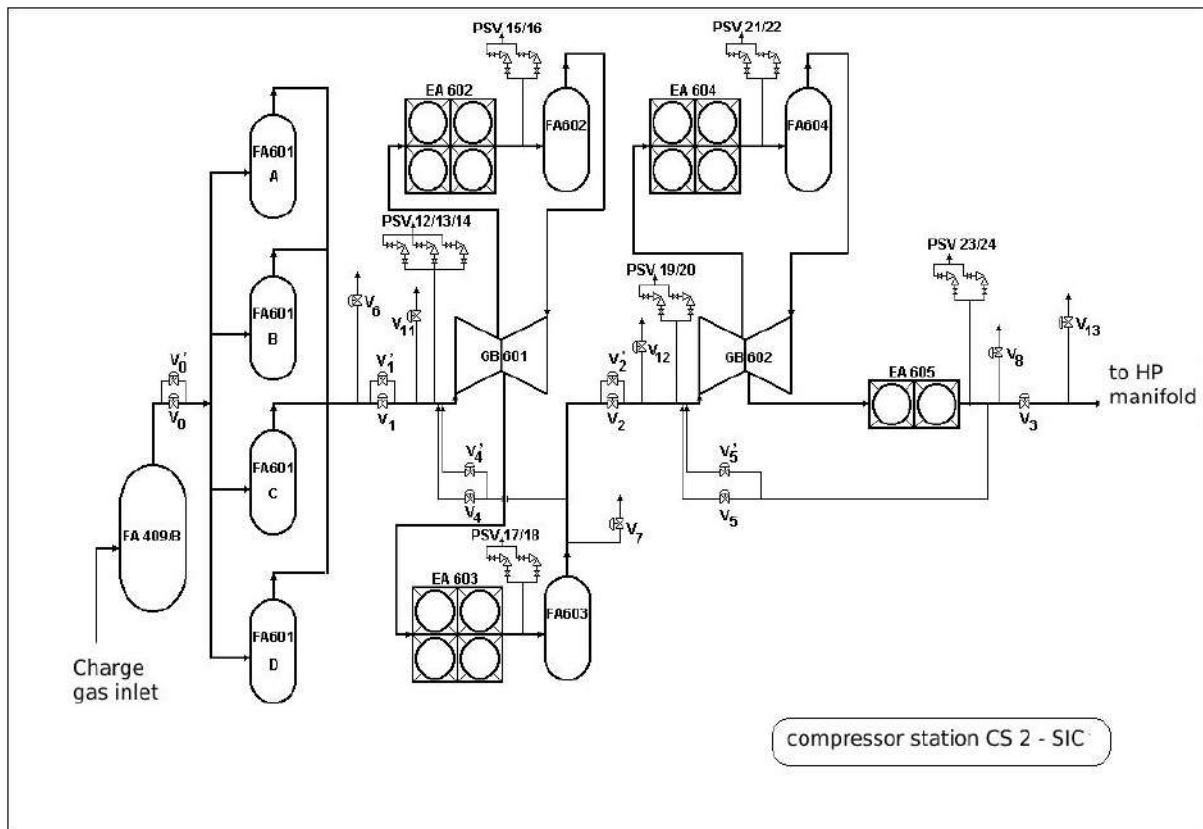 PSV 15/16
PSV 21/22
EA 602
EA 604
FA602
FA604
FA601
A
PSV 12/13/14
PSV 19/20
PSV 23/24
FA601
B
V6
V11
V12
V8
V13
GB 601
GB 602
V0'
V1'
V2'
EA 605
to HP
manifold
V0
V1
V2
V3
FA601
C
V4'
V5'
V4
V5
FA 409/B
V7
PSV 17/18
EA 603
FA603
FA601
D
Charge
gas inlet
compressor station CS 2 - SIC